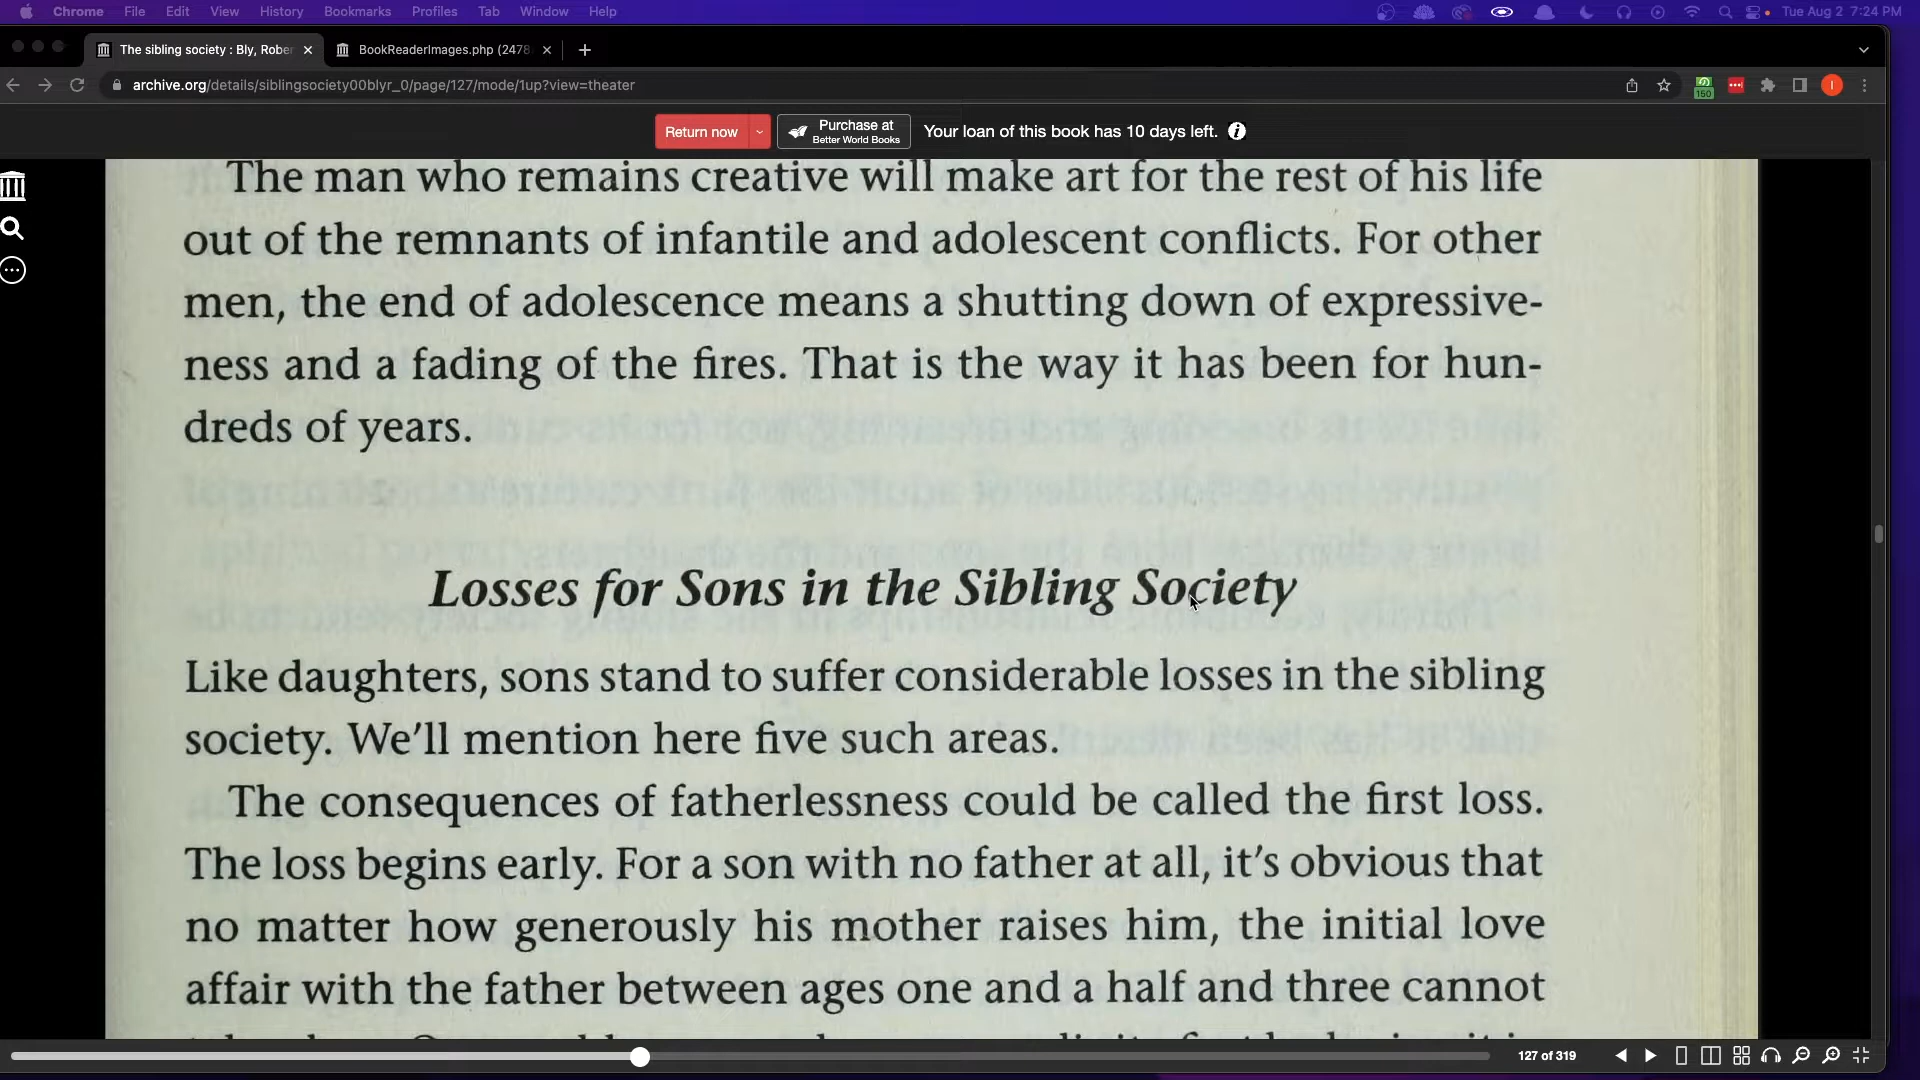 Chrome File Edit View History Bookmarks Profiles Tab Window Help Tue Aug 2 7:24 PM
The sibling society : Bly, Rober BookReaderImages.php (2478
archive.org/details/siblingsociety00blyr_0/page/127/mode/1up?view=theater
150
Return now Purchase at Better World Books Your loan of this book has 10 days left.
The man who remains creative will make art for the rest of his life
out of the remnants of infantile and adolescent conflicts. For other
men, the end of adolescence means a shutting down of expressive-
ness and a fading of the fires. That is the way it has been for hun-
dreds of years.
Losses for Sons in the Sibling Society
Like daughters, sons stand to suffer considerable losses in the sibling
society. We'll mention here five such areas.
The consequences of fatherlessness could be called the first loss.
The loss begins early. For a son with no father at all, it's obvious that
no matter how generously his mother raises him, the initial love
affair with the father between ages one and a half and three cannot
127 of 319